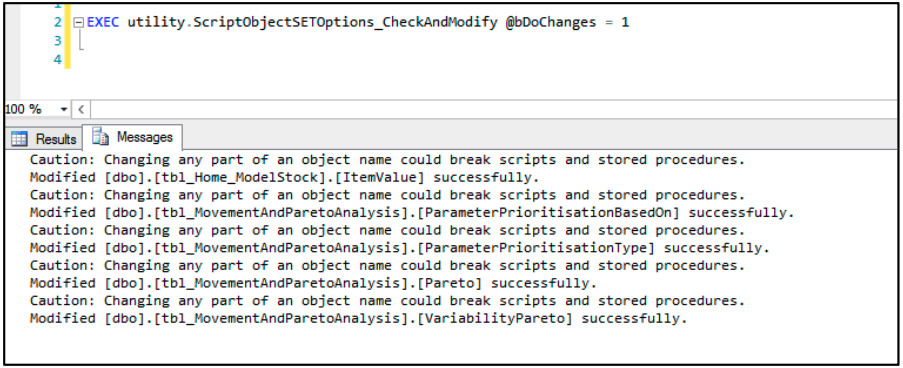 1
2 EXEC utility.ScriptObjectSETOptions_CheckAndModify @bDoChanges = 1
3
4
100 %
Results Messages
Caution: Changing any part of an object name could break scripts and stored procedures.
Modified [dbo].[tbl_Home_ModelStock].[ItemValue] successfully.
Caution: Changing any part of an object name could break scripts and stored procedures.
Modified [dbo].[tbl_MovementAndParetoAnalysis].[ParameterPrioritisationBasedOn] successfully.
Caution: Changing any part of an object name could break scripts and stored procedures.
Modified [dbo].[tbl_MovementAndParetoAnalysis].[ParameterPrioritisationType] successfully.
Caution: Changing any part of an object name could break scripts and stored procedures.
Modified [dbo].[tbl_MovementAndParetoAnalysis].[Pareto] successfully.
Caution: Changing any part of an object name could break scripts and stored procedures.
Modified [dbo].[tbl_MovementAndParetoAnalysis].[VariabilityPareto] successfully.